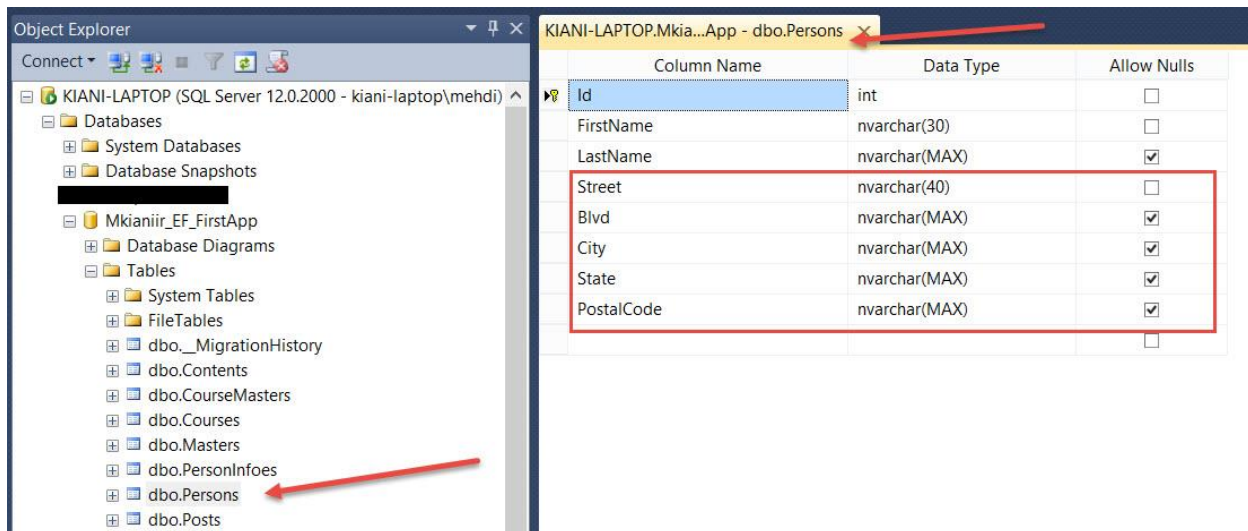 Object Explorer
Connect
KIANI-LAPTOP (SQL Server 12.0.2000 - kiani-laptop\mehdi)
Databases
System Databases
Database Snapshots
Mkianiir_EF_FirstApp
Database Diagrams
Tables
System Tables
FileTables
dbo.__MigrationHistory
dbo.Contents
dbo.CourseMasters
dbo.Courses
dbo.Masters
dbo.PersonInfoes
dbo.Persons
dbo.Posts
KIANI-LAPTOP.Mkia...App - dbo.Persons
Column Name Data Type Allow Nulls
Id int
FirstName nvarchar(30)
LastName nvarchar(MAX)
Street nvarchar(40)
Blvd nvarchar(MAX)
City nvarchar(MAX)
State nvarchar(MAX)
PostalCode nvarchar(MAX)